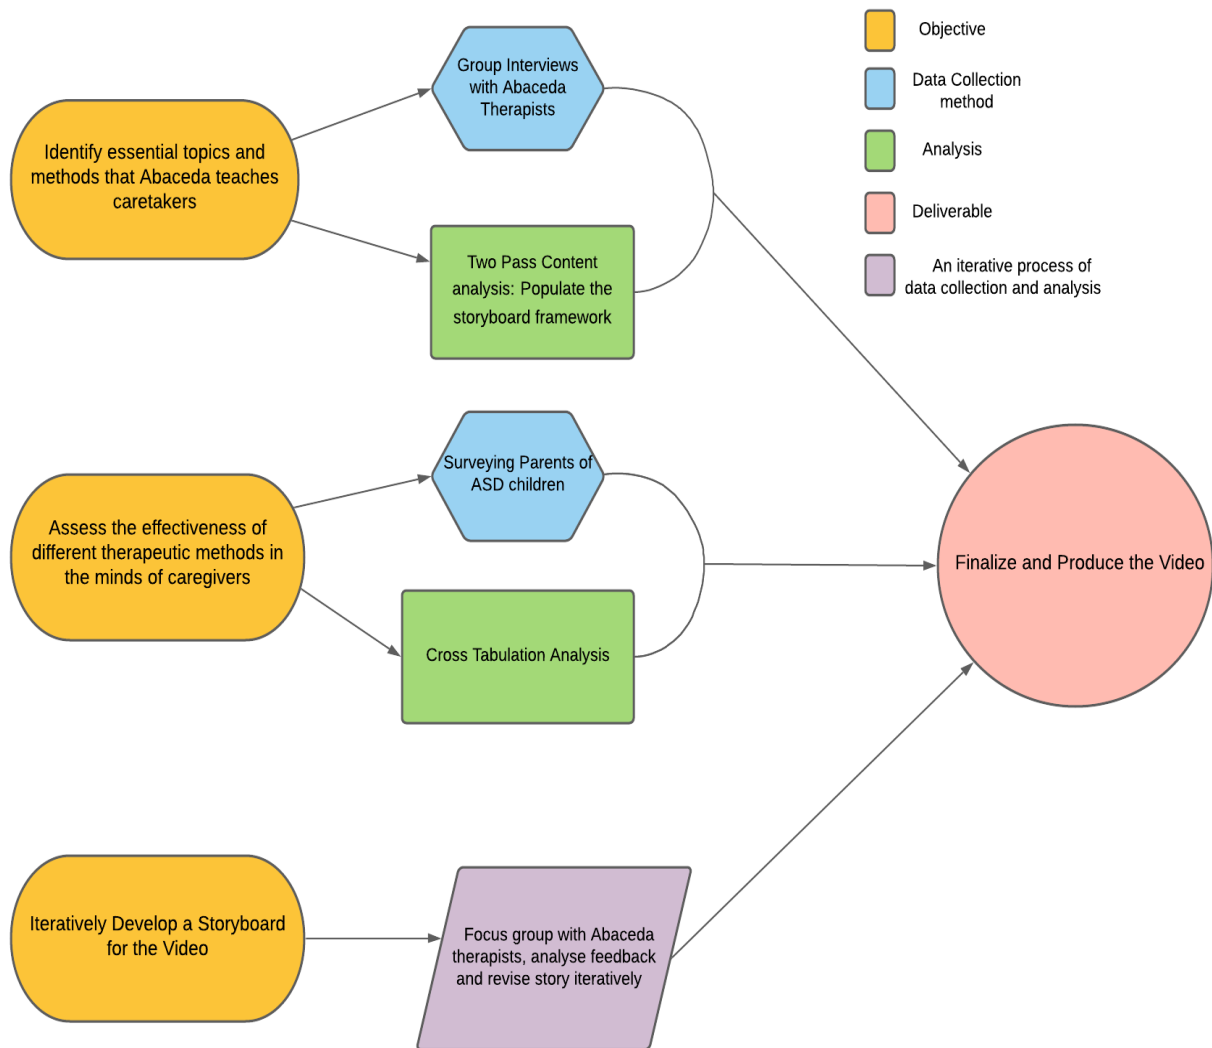 Group Interviews
with Abaceda
Therapists
Objective
Data Collection
method
Analysis
Deliverable
An iterative process of
data collection and analysis
Identify essential topics and
methods that Abaceda teaches
caretakers
Two Pass Content
analysis: Populate the
storyboard framework
Surveying Parents of
ASD children
Assess the effectiveness of
different therapeutic methods in
the minds of caregivers
Cross Tabulation Analysis
Finalize and Produce the Video
Iteratively Develop a Storyboard
for the Video
Focus group with Abaceda
therapists, analyse feedback
and revise story iteratively